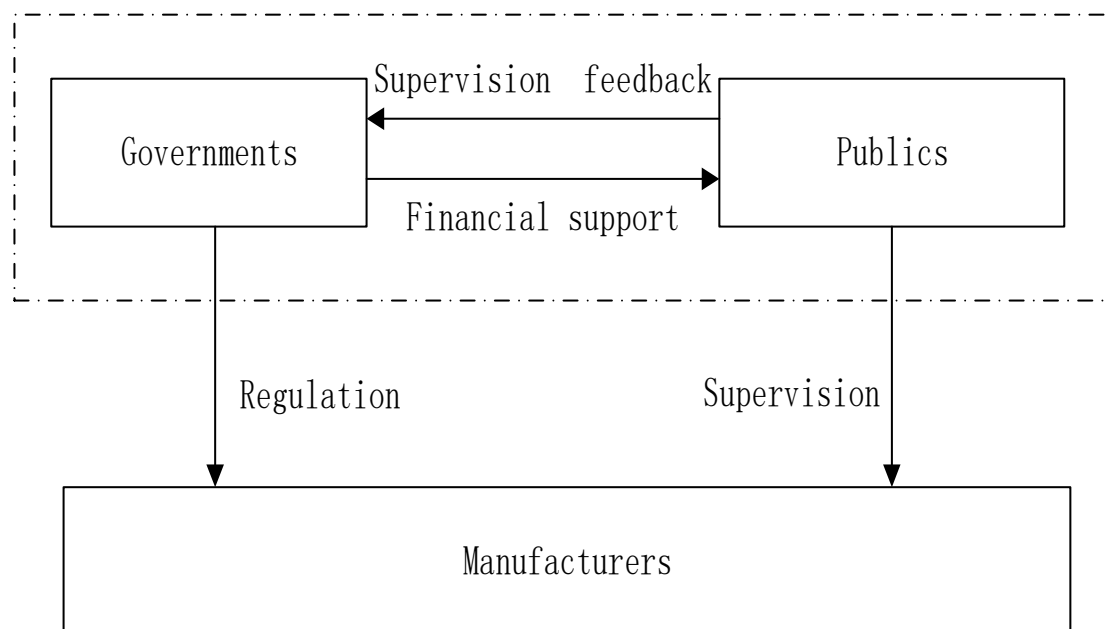 Supervision feedback
Governments
Publics
Financial support
Regulation
Supervision
Manufacturers